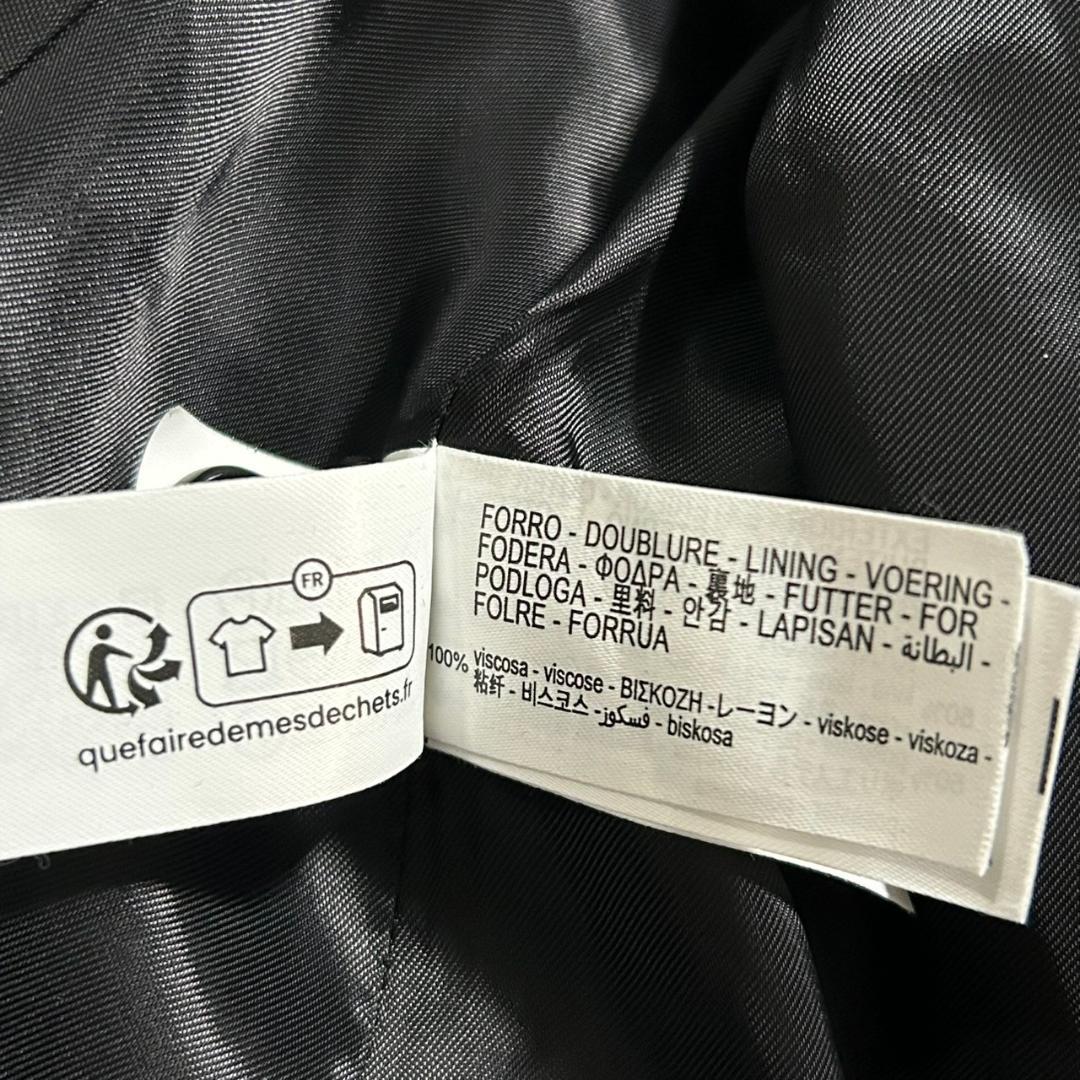 FR
quefairedemesdechets.fr
FORRO - DOUBLURE - LINING - VOERING -
FODERA - ΦΟΔΡΑ - 裏地 - FUTTER - FOR
PODLOGA - 里料 - 안감 - LAPISAN - البطانة -
FOLRE - FORRUA
100% viscosa - viscose - ΒΙΣΚΟΖΗ -レーヨン - viskose - viskoza -
粘纤 - 비스코스 - فسكوز - biskosa